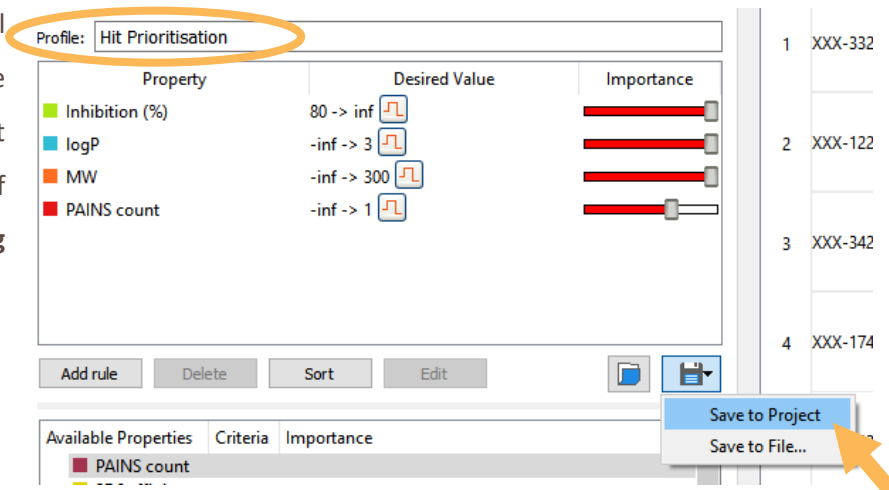 Profile: Hit Prioritisation
Property Desired Value Importance
Inhibition (%) 80 -> inf
logP -inf -> 3
MW -inf -> 300
PAINS count -inf -> 1
Add rule Delete Sort Edit
Save to Project
Save to File...
Available Properties Criteria Importance
PAINS count
1 XXX-332
2 XXX-122
3 XXX-342
4 XXX-174